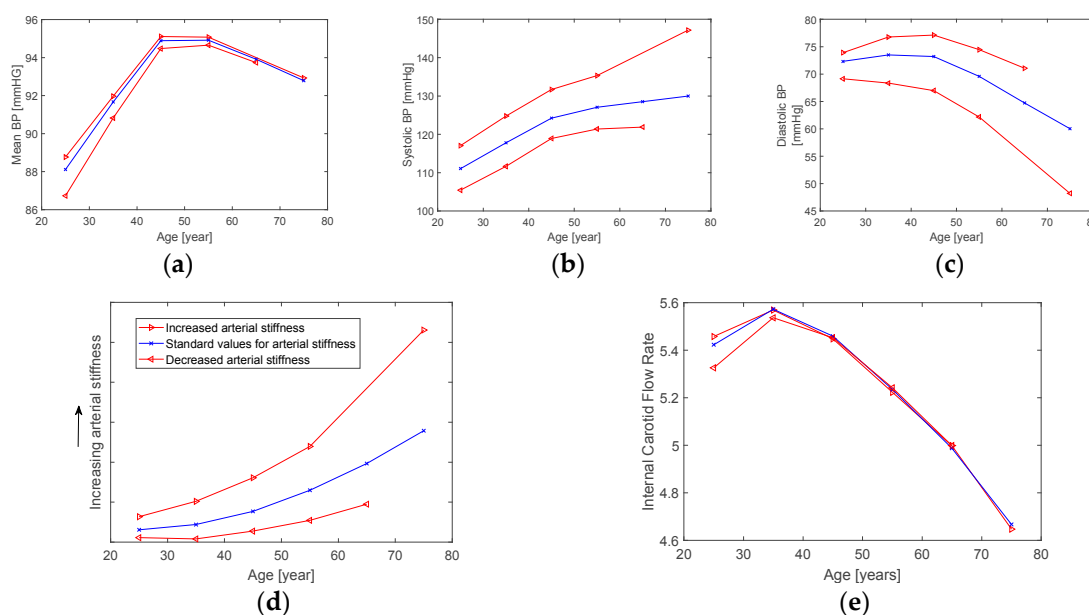 96
94
92
90
88
86
Mean BP [mmHG]
20 30 40 50 60 70 80
Age [year]
(a)
150
140
130
120
110
100
Systolic BP [mmHg]
20 30 40 50 60 70 80
Age [year]
(b)
80
75
70
65
60
55
50
45
Diastolic BP
[mmHg]
20 30 40 50 60 70 80
Age [year]
(c)
Increasing arterial stiffness
Increased arterial stiffness
Standard values for arterial stiffness
Decreased arterial stiffness
20 30 40 50 60 70 80
Age [year]
(d)
5.6
5.4
5.2
5
4.8
4.6
Internal Carotid Flow Rate
20 30 40 50 60 70 80
Age [years]
(e)